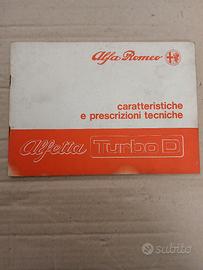 Alfa Romeo
caratteristiche
e prescrizioni tecniche
Alfetta Turbo D
subito